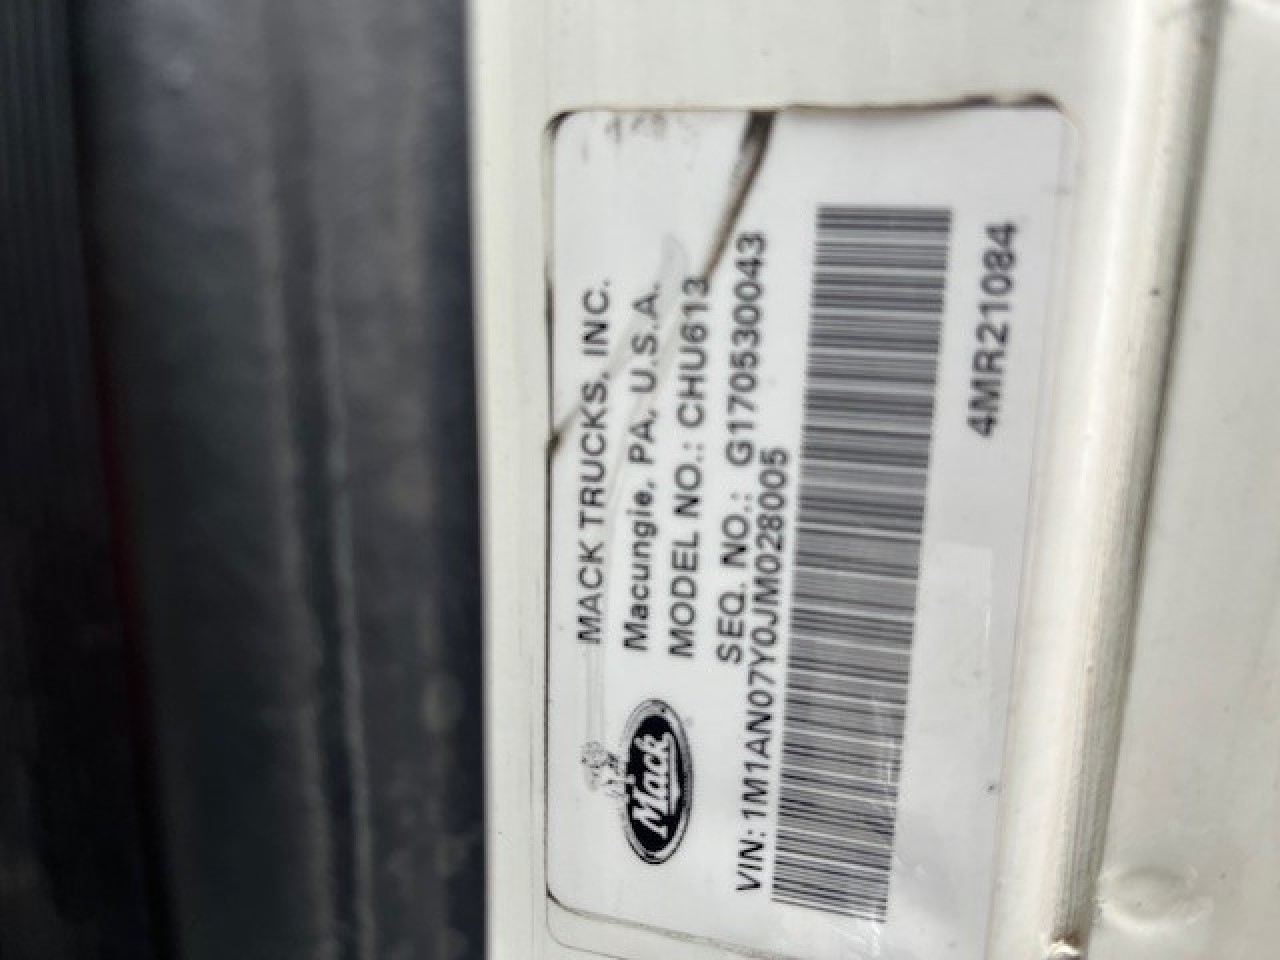 MACK TRUCKS, INC.
Macungie, PA, U.S.A.
MODEL NO.: CHU613
SEQ. NO.: G170530043
Mack
VIN: 1M1AN07Y0JM028005
4MR21084